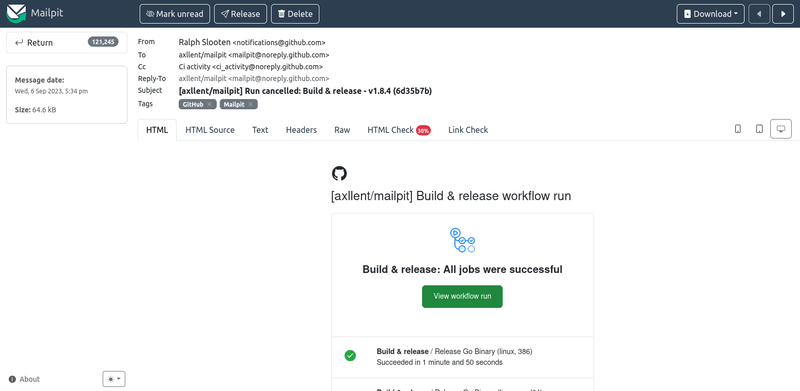 Mailpit
Mark unread
Release
Delete
Download
Return
121,245
From
Ralph Slooten <notifications@github.com>
To
axllent/mailpit <mailpit@noreply.github.com>
Cc
Ci activity <ci_activity@noreply.github.com>
Reply-To
axllent/mailpit <mailpit@noreply.github.com>
Subject
[axllent/mailpit] Run cancelled: Build & release - v1.8.4 (6d35b7b)
Tags
GitHub
Mailpit
Message date:
Wed, 6 Sep 2023, 5:34 pm
Size: 64.6 kB
HTML
HTML Source
Text
Headers
Raw
HTML Check
Link Check
[axllent/mailpit] Build & release workflow run
Build & release: All jobs were successful
View workflow run
Build & release / Release Go Binary (linux, 386)
Succeeded in 1 minute and 50 seconds
About